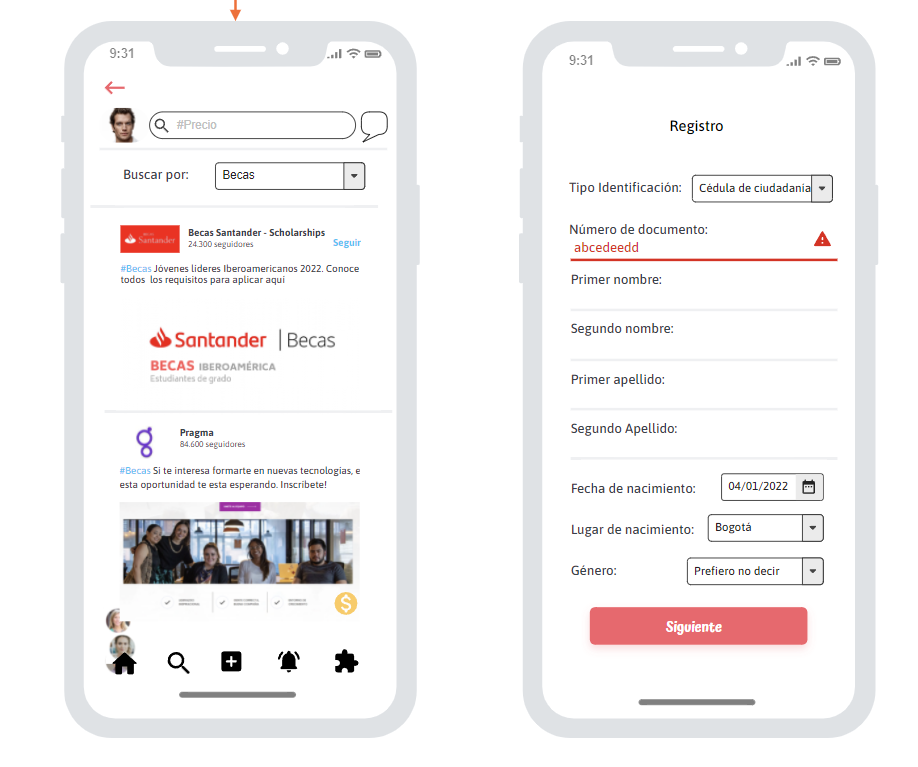 9:31
#Precio
Buscar por:
Becas
Santander
Becas Santander - Scholarships
24.300 seguidores
Seguir
#Becas Jóvenes lideres Iberoamericanos 2022. Conoce
todos los requisitos para aplicar aquí
Santander | Becas
BECAS IBEROAMÉRICA
Estudiantes de grado
Pragma
84.600 seguidores
#Becas Si te interesa formarte en nuevas tecnologías, e
esta oportunidad te esta esperando. Inscríbete!
$
9:31
Registro
Tipo Identificación:
Cédula de ciudadanía
Número de documento:
abcedeedd
Primer nombre:
Segundo nombre:
Primer apellido:
Segundo Apellido:
Fecha de nacimiento:
04/01/2022
Lugar de nacimiento:
Bogotá
Género:
Prefiero no decir
Siguiente